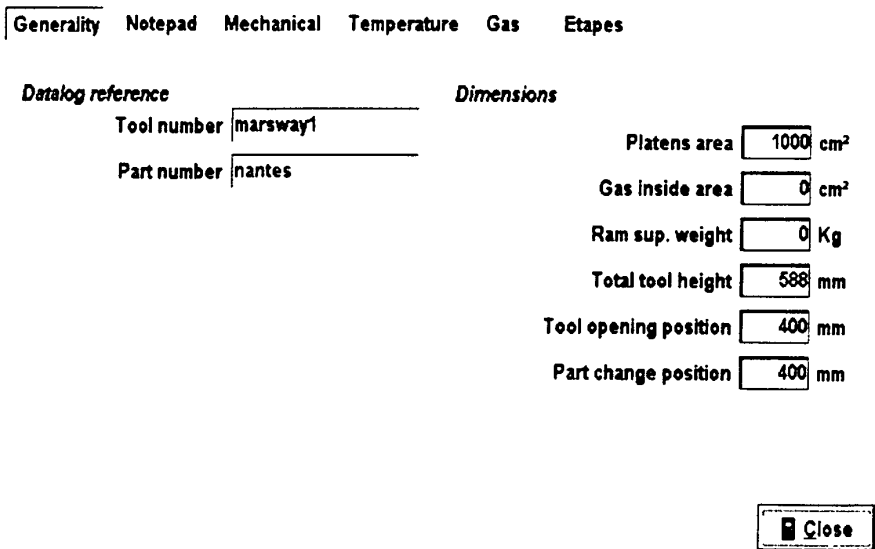 Generality Notepad Mechanical Temperature Gas Etapes
Datalog reference
Tool number marsway1
Part number nantes
Dimensions
Platens area 1000 cm²
Gas inside area 0 cm²
Ram sup. weight 0 Kg
Total tool height 588 mm
Tool opening position 400 mm
Part change position 400 mm
Close